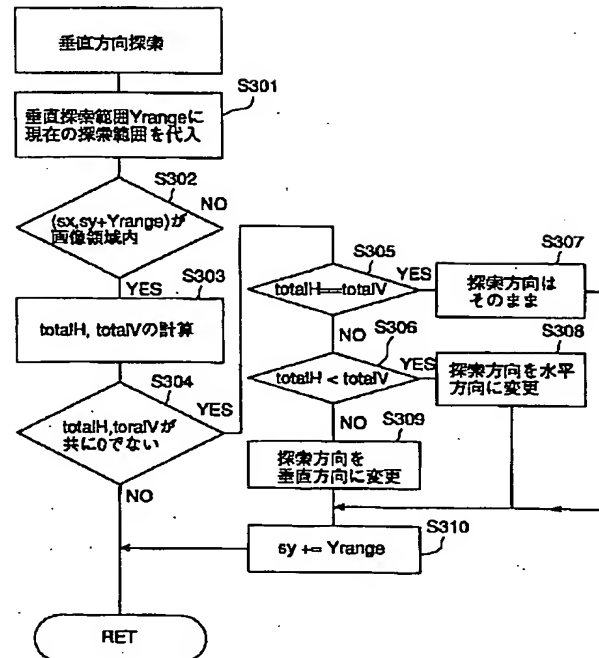 垂直方向探索
S301
垂直探索範囲Yrangeに
現在の探索範囲を代入
S302
(sx,sy+Yrange)が
画像領域内
NO
YES
S303
totalH, totalVの計算
S304
totalH,toralVが
共に0でない
YES
NO
S305
totalH==totalV
YES
NO
S307
探索方向は
そのまま
S306
totalH < totalV
YES
NO
S308
探索方向を水平
方向に変更
S309
探索方向を
垂直方向に変更
S310
sy += Yrange
RET